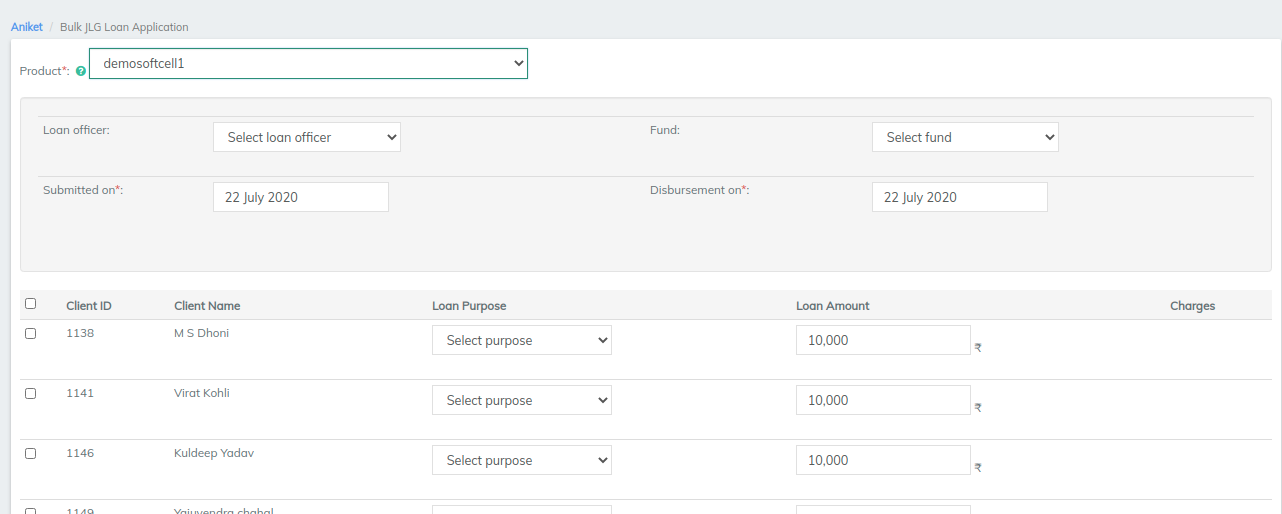 Aniket / Bulk JLG Loan Application
Product*: ? demosoftcell1
Loan officer: Select loan officer Fund: Select fund
Submitted on*: 22 July 2020 Disbursement on*: 22 July 2020
Client ID Client Name Loan Purpose Loan Amount Charges
1138 M S Dhoni Select purpose 10,000 ₹
1141 Virat Kohli Select purpose 10,000 ₹
1146 Kuldeep Yadav Select purpose 10,000 ₹
1149 Yajuvendra chahal